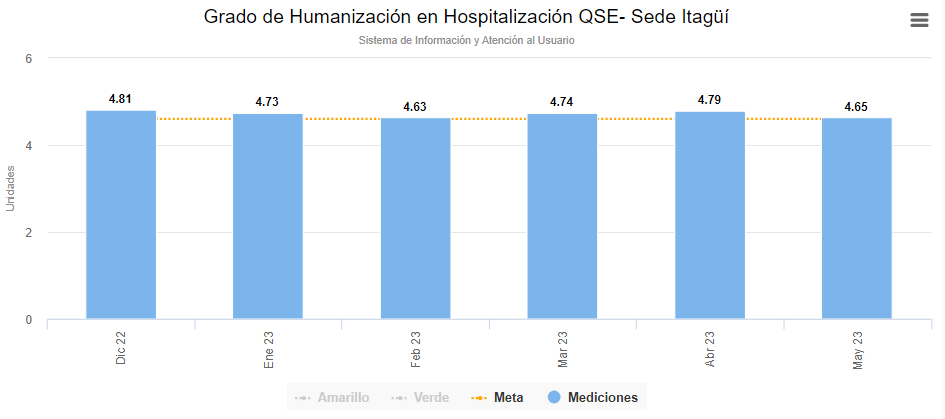 Grado de Humanización en Hospitalización QSE- Sede Itagüí
Sistema de Información y Atención al Usuario
Unidades
6
4
2
0
4.81
4.73
4.63
4.74
4.79
4.65
Dic 22
Ene 23
Feb 23
Mar 23
Abr 23
May 23
Amarillo
Verde
Meta
Mediciones